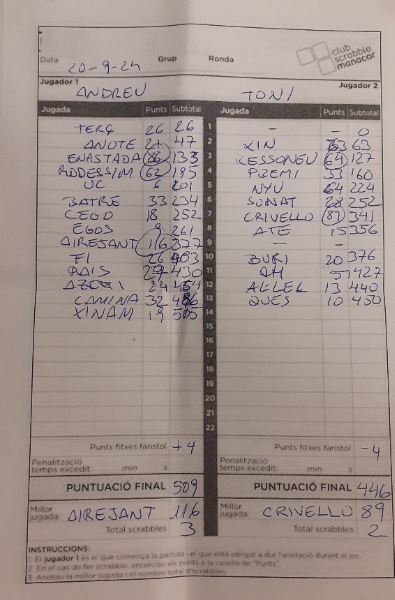 club
scrabble
manacor
Data 20-9-24 Grup Ronda
Jugador 1 Jugador 2
ANDREU TONI
Jugada Punts Subtotal Jugada Punts Subtotal
TERÇ 26 26 1 - - 0
ANOTE 21 47 2 XIN 63 63
ENASTADA 86 133 3 RESSONEU 64 127
62 195 4 PREMI 33 160
UC 6 201 5 NYU 64 224
BATRE 33 234 6 SONAT 28 252
CEGO 18 252 7 CRIVELLO 341
EGOS 9 261 8 ATE 15 356
AIREJANT 116 377 9 - -
FI 26 403 10 BURI 20 376
PAIS 27 430 11 AH 51 427
24 12 AL·LEL 13 440
CAMINA 32 486 13 QUES 10 450
XINAM 19 505 14
15
16
17
18
19
20
21
22
Punts fitxes faristol +4 Punts fitxes faristol -4
Penalització
temps excedit: min s Penalització
temps excedit: min s
PUNTUACIÓ FINAL 509 PUNTUACIÓ FINAL 446
Millor
jugada: AIREJANT 116 Millor
jugada: CRIVELLO 89
Total scrabbles 3 Total scrabbles 2
INSTRUCCIONS:
1. El jugador 1 és el que comença la partida i el que està obligat a dur l'anotació durant el joc.
2. En el cas de fer scrabble, encercleu els punts a la casella de "Punts".
3. Anotau la millor jugada i el nombre total d'scrabbles.